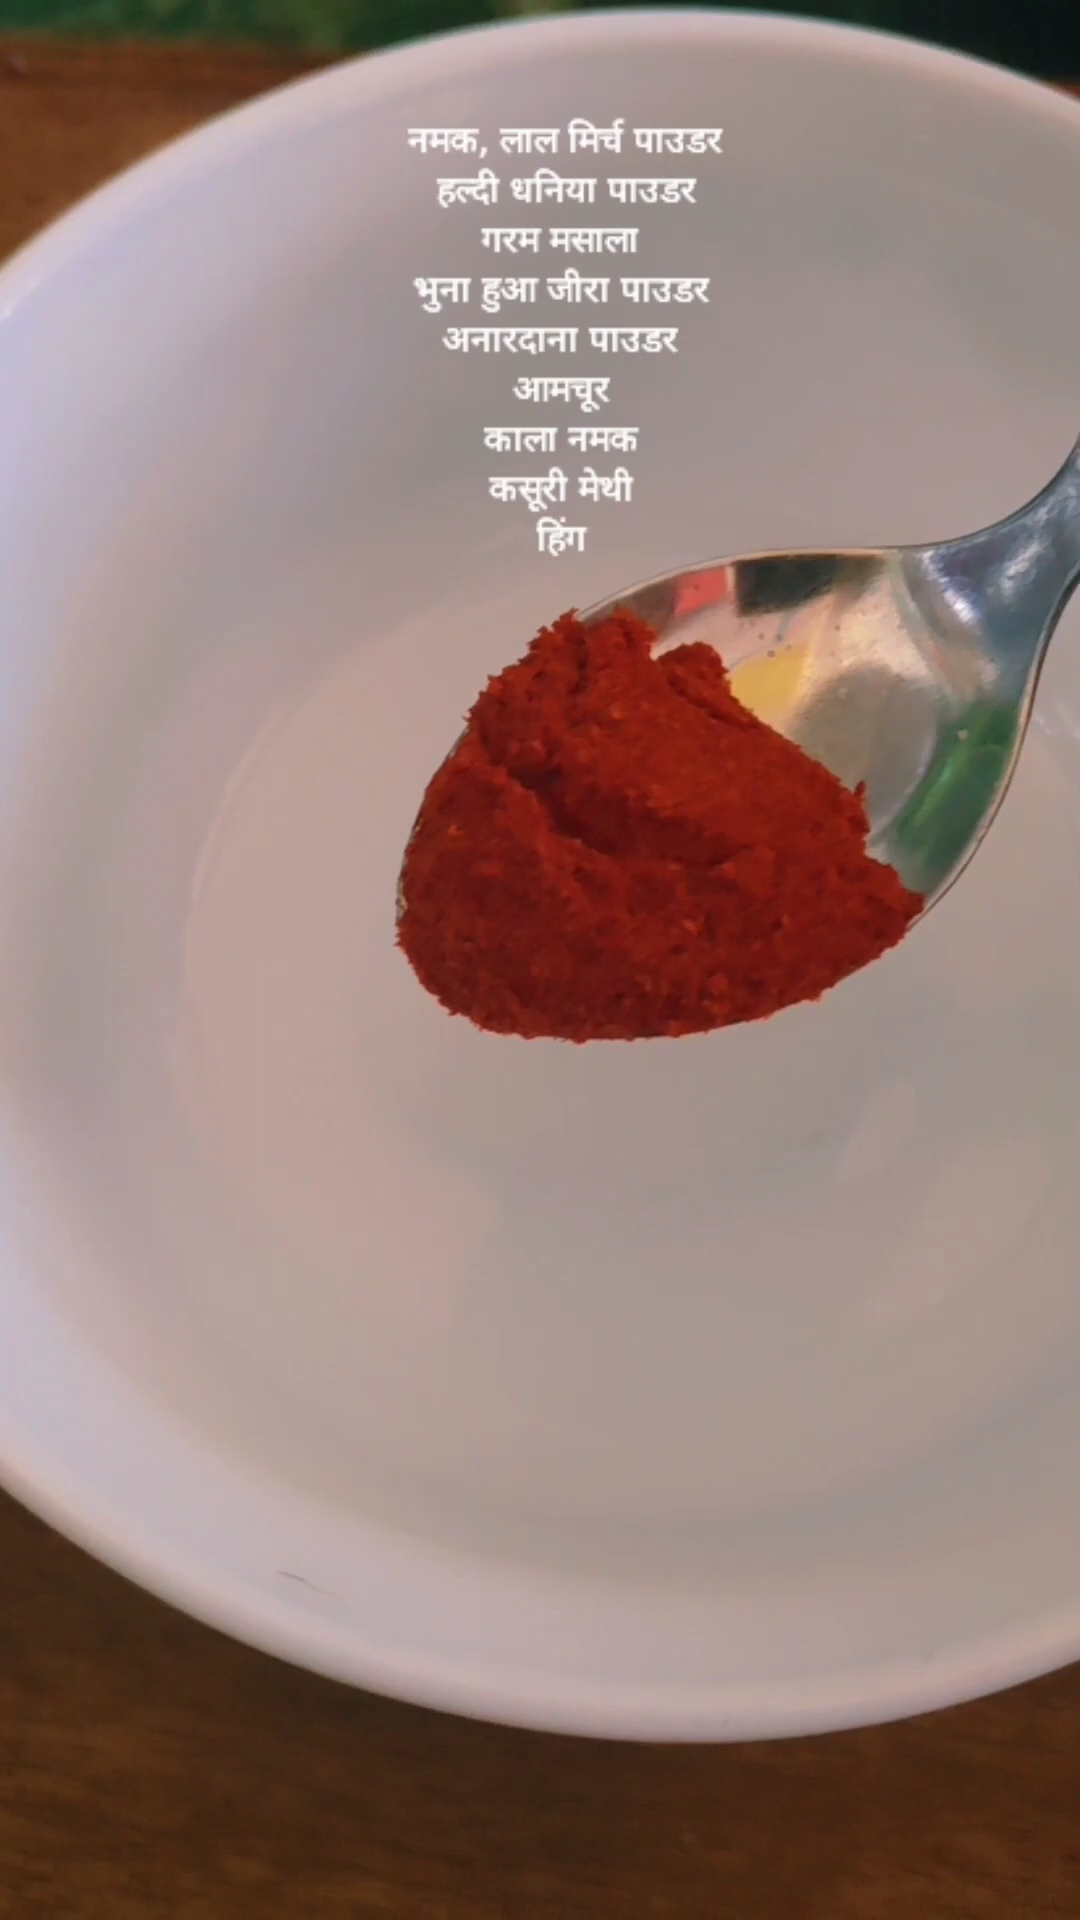 नमक, लाल मिर्च पाउडर
हल्दी धनिया पाउडर
गरम मसाला
भुना हुआ जीरा पाउडर
अनारदाना पाउडर
आमचूर
काला नमक
कसूरी मेथी
हिंग